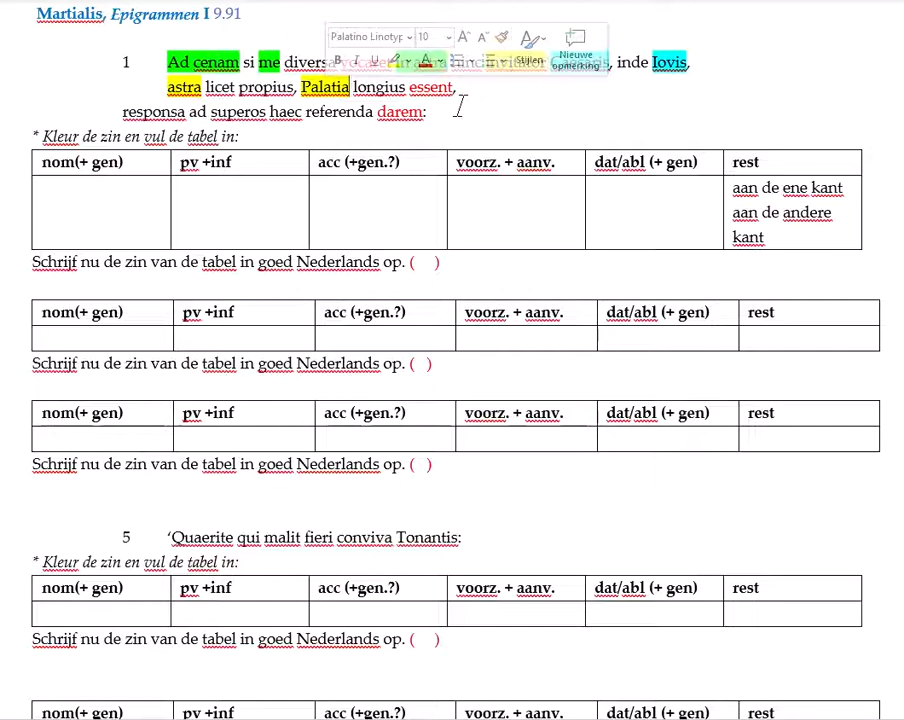 Martialis, Epigrammen I 9.91
Palatino Linotyp 10
Nieuwe opmerking
Stijlen
1 Ad cenam si me diversa , inde Iovis,
astra licet propius, Palatia longius essent,
responsa ad superos haec referenda darem:
* Kleur de zin en vul de tabel in:
nom(+ gen) pv +inf acc (+gen.?) voorz. + aanv. dat/abl (+ gen) rest
aan de ene kant
aan de andere
kant
Schrijf nu de zin van de tabel in goed Nederlands op. ( )
nom(+ gen) pv +inf acc (+gen.?) voorz. + aanv. dat/abl (+ gen) rest
Schrijf nu de zin van de tabel in goed Nederlands op. ( )
nom(+ gen) pv +inf acc (+gen.?) voorz. + aanv. dat/abl (+ gen) rest
Schrijf nu de zin van de tabel in goed Nederlands op. ( )
5 ‘Quaerite qui malit fieri conviva Tonantis:
* Kleur de zin en vul de tabel in:
nom(+ gen) pv +inf acc (+gen.?) voorz. + aanv. dat/abl (+ gen) rest
Schrijf nu de zin van de tabel in goed Nederlands op. ( )
nom(+ gen) pv +inf acc (+gen.?) voorz. + aanv. dat/abl (+ gen) rest